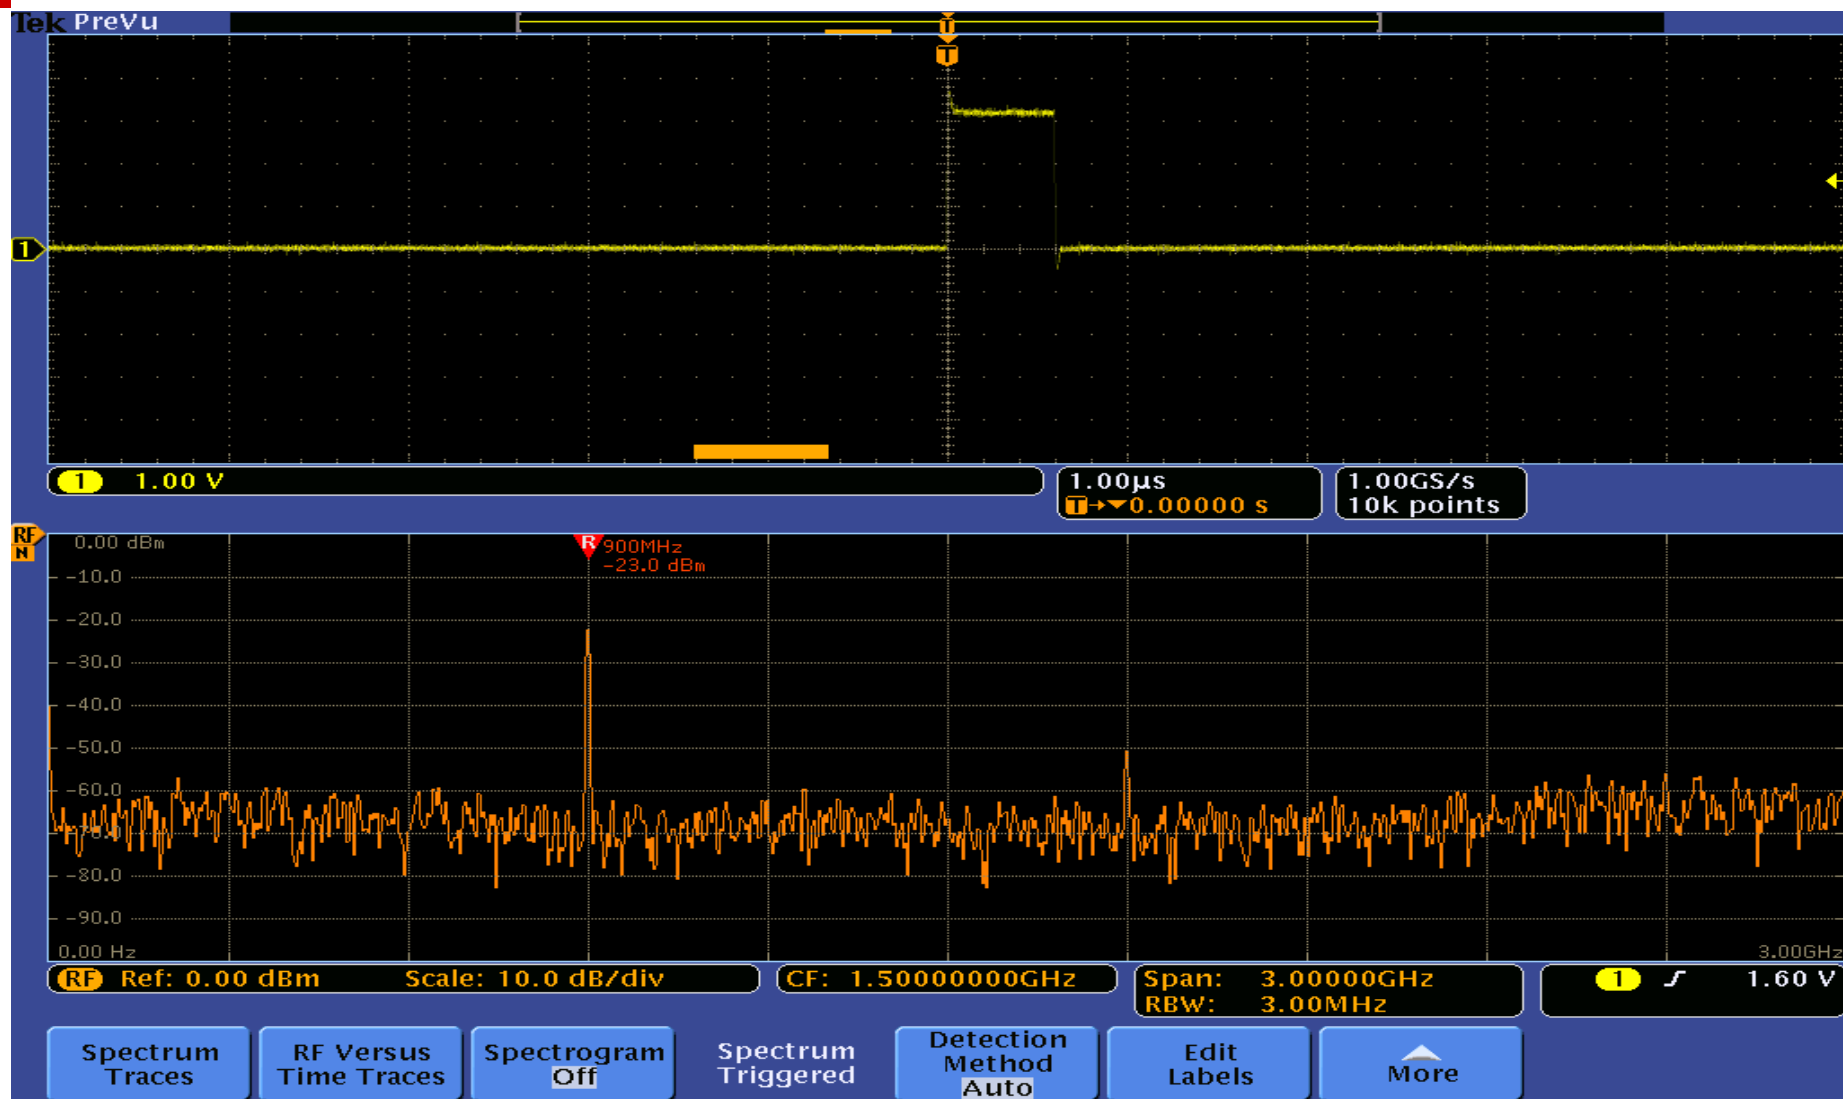 Tek PreVu
T
T
1
1 1.00 V
1.00µs
T→▼0.00000 s
1.00GS/s
10k points
RF
N
0.00 dBm
R 900MHz
-23.0 dBm
-10.0
-20.0
-30.0
-40.0
-50.0
-60.0
-70.0
-80.0
-90.0
0.00 Hz
3.00GHz
RF Ref: 0.00 dBm Scale: 10.0 dB/div
CF: 1.50000000GHz
Span: 3.00000GHz
RBW: 3.00MHz
1 1.60 V
Spectrum
Traces
RF Versus
Time Traces
Spectrogram
Off
Spectrum
Triggered
Detection
Method
Auto
Edit
Labels
More